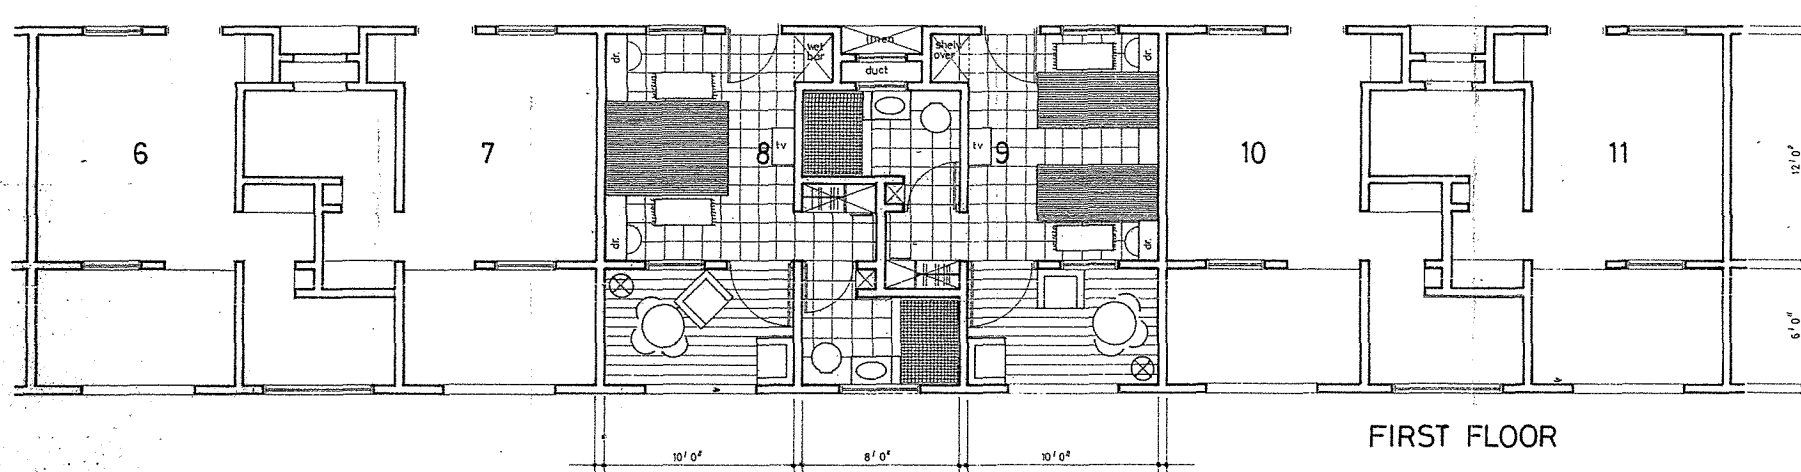 linen
wet bar
shelv over
dr.
dr.
duct
6
7
8
tv
tv
9
10
11
dr.
dr.
12'0"
6'0"
FIRST FLOOR
10'0"
8'0"
10'0"